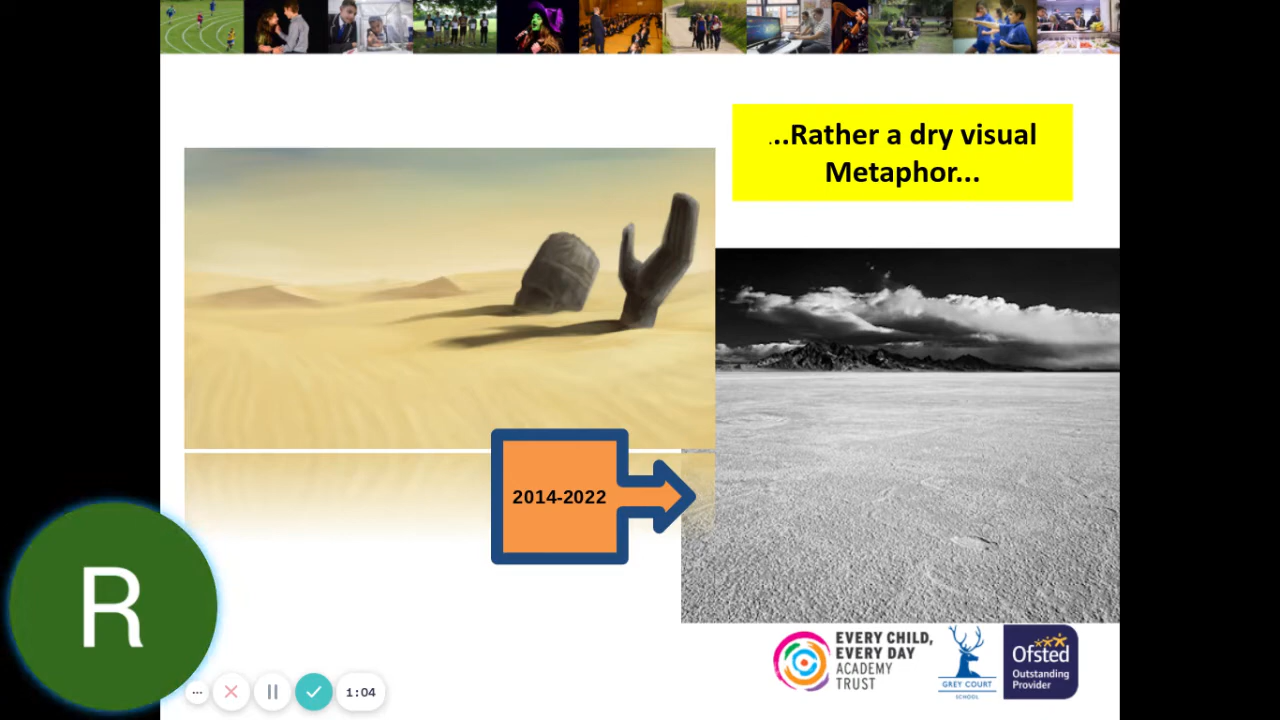 ...Rather a dry visual
Metaphor...
2014-2022
R
EVERY CHILD,
EVERY DAY
ACADEMY
TRUST
GREY COURT
SCHOOL
Ofsted
Outstanding
Provider
1:04